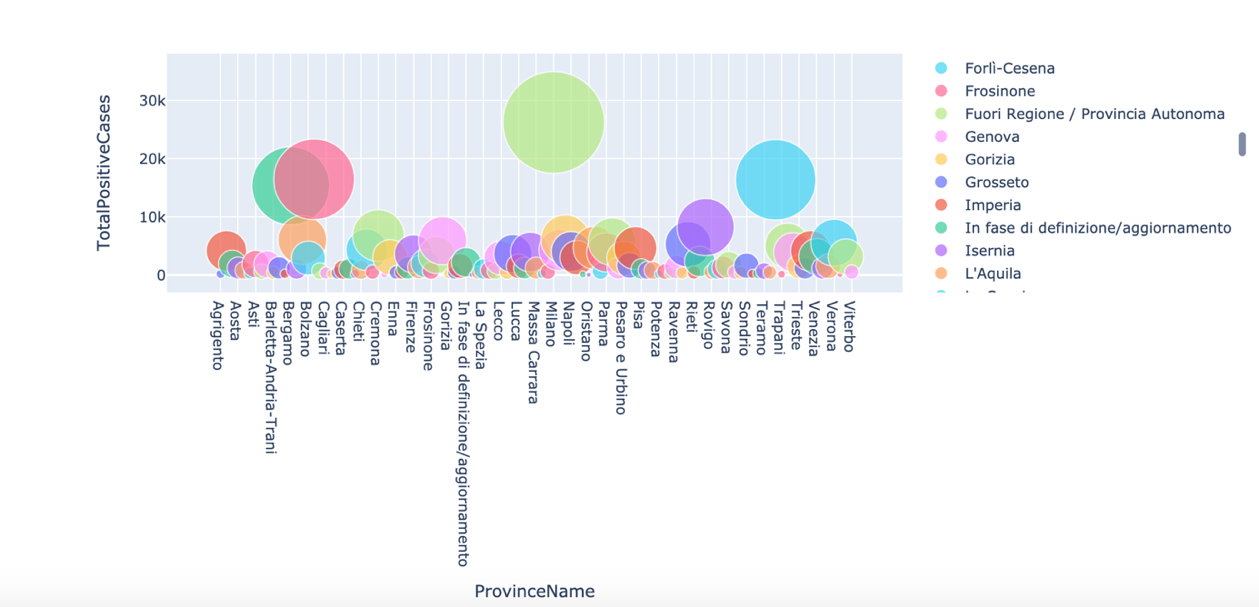 TotalPositiveCases
30k
20k
10k
0
Agrigento
Aosta
Asti
Barletta-Andria-Trani
Bergamo
Bolzano
Cagliari
Caserta
Chieti
Cremona
Enna
Firenze
Frosinone
Gorizia
In fase di definizione/aggiornamento
La Spezia
Lecco
Lucca
Massa Carrara
Milano
Napoli
Oristano
Parma
Pesaro e Urbino
Pisa
Potenza
Ravenna
Rieti
Rovigo
Savona
Sondrio
Teramo
Trapani
Trieste
Venezia
Verona
Viterbo
ProvinceName
Forlì-Cesena
Frosinone
Fuori Regione / Provincia Autonoma
Genova
Gorizia
Grosseto
Imperia
In fase di definizione/aggiornamento
Isernia
L'Aquila